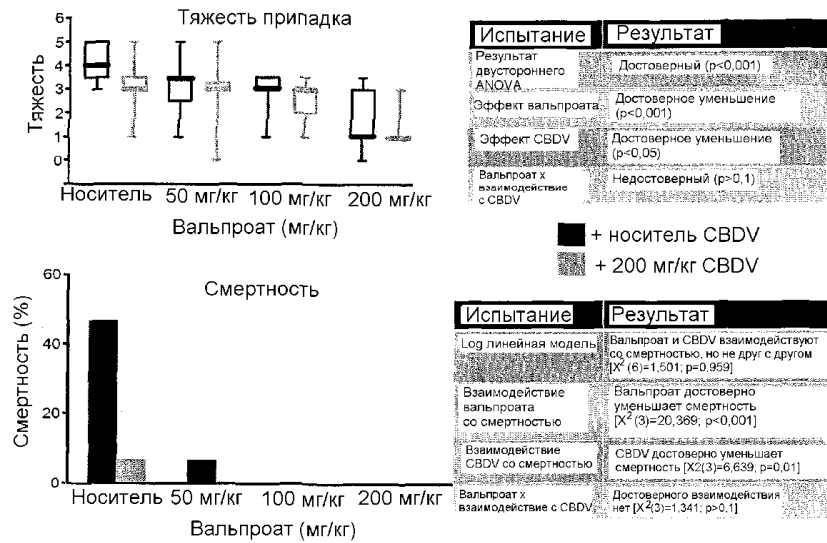 Тяжесть припадка
Тяжесть
6
5
4
3
2
1
0
Носитель 50 мг/кг 100 мг/кг 200 мг/кг
Вальпроат (мг/кг)
Испытание Результат
Результат
двустороннего
ANOVA
Достоверный (p<0,001)
Эффект вальпроата
Достоверное уменьшение
(p<0,001)
Эффект CBDV
Достоверное уменьшение
(p<0,05)
Вальпроат х
взаимодействие
с CBDV
Недостоверный (p>0,1)
+ носитель CBDV
+ 200 мг/кг CBDV
Смертность
Смертность (%)
60
40
20
0
Носитель 50 мг/кг 100 мг/кг 200 мг/кг
Вальпроат (мг/кг)
Испытание Результат
Log линейная модель
Вальпроат и CBDV взаимодействуют
со смертностью, но не друг с другом
[X² (6)=1,501; p=0,959]
Взаимодействие
вальпроата
со смертностью
Вальпроат достоверно
уменьшает смертность
[X² (3)=20,369; p<0,001]
Взаимодействие
CBDV со смертностью
CBDV достоверно уменьшает
смертность [X2(3)=6,639; p=0,01]
Вальпроат х
взаимодействие с CBDV
Достоверного взаимодействия
нет [X²(3)=1,341; p>0.1]